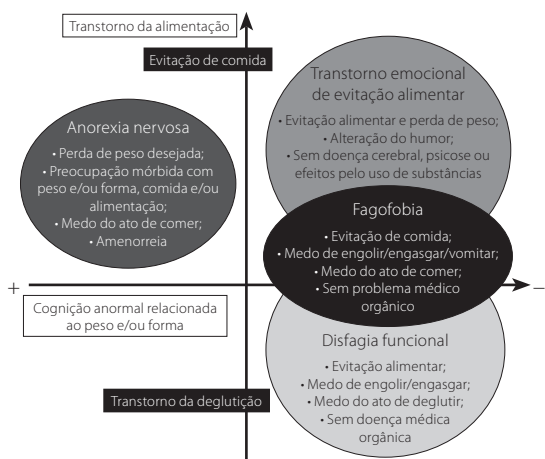 Transtorno da alimentação
Evitação de comida
Transtorno emocional
de evitação alimentar
• Evitação alimentar e perda de peso;
• Alteração do humor;
• Sem doença cerebral, psicose ou
efeitos pelo uso de substâncias
Anorexia nervosa
• Perda de peso desejada;
• Preocupação mórbida com
peso e/ou forma, comida e/ou
alimentação;
• Medo do ato de comer;
• Amenorreia
Fagofobia
• Evitação de comida;
• Medo de engolir/engasgar/vomitar;
• Medo do ato de comer;
• Sem problema médico
orgânico
+
–
Cognição anormal relacionada
ao peso e/ou forma
Disfagia funcional
• Evitação alimentar;
• Medo de engolir/engasgar;
• Medo do ato de deglutir;
• Sem doença médica
orgânica
Transtorno da deglutição